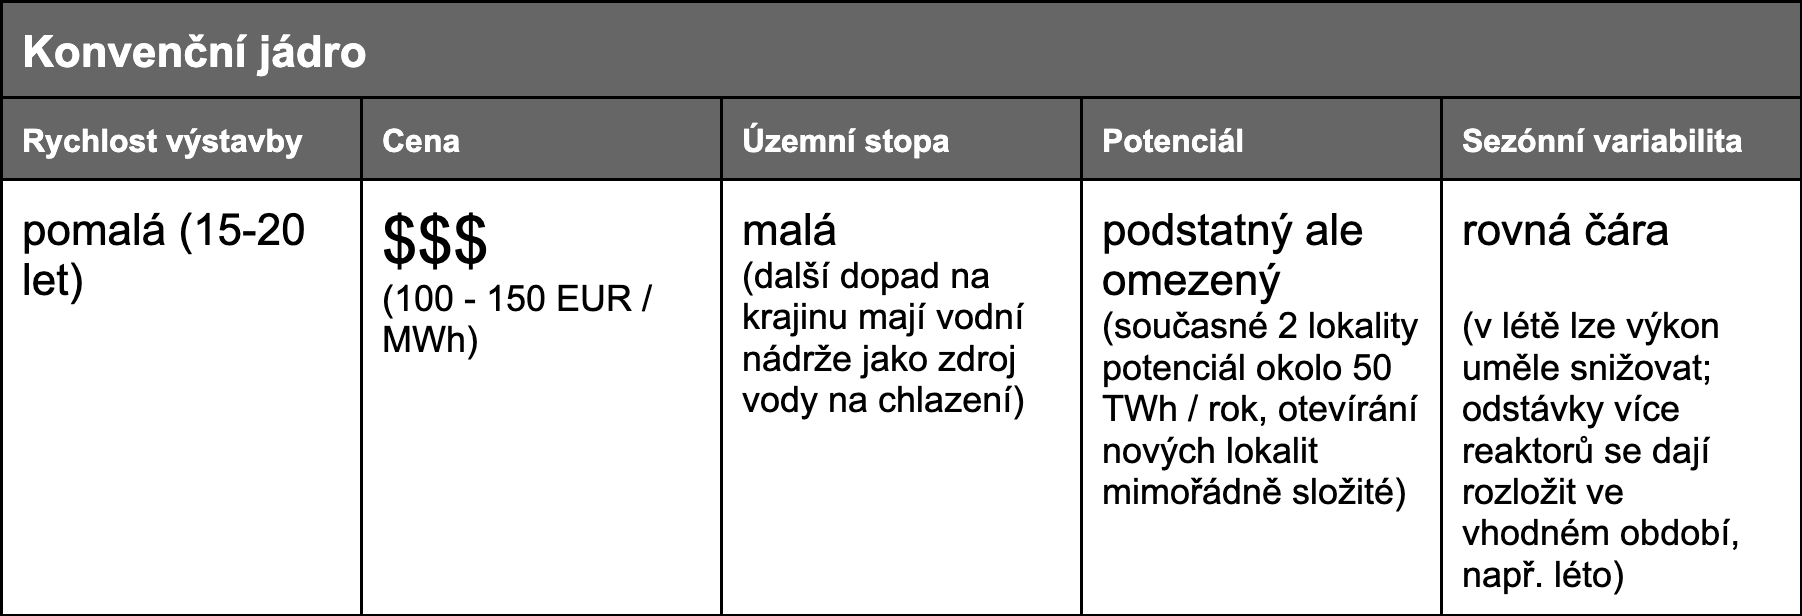 Konvenční jádro
Rychlost výstavby
Cena
Územní stopa
Potenciál
Sezónní variabilita
pomalá (15-20
let)
$$$
(100 - 150 EUR /
MWh)
malá
(další dopad na
krajinu mají vodní
nádrže jako zdroj
vody na chlazení)
podstatný ale
omezený
(současné 2 lokality
potenciál okolo 50
TWh / rok, otevírání
nových lokalit
mimořádně složité)
rovná čára
(v létě lze výkon
uměle snižovat;
odstávky více
reaktorů se dají
rozložit ve
vhodném období,
např. léto)